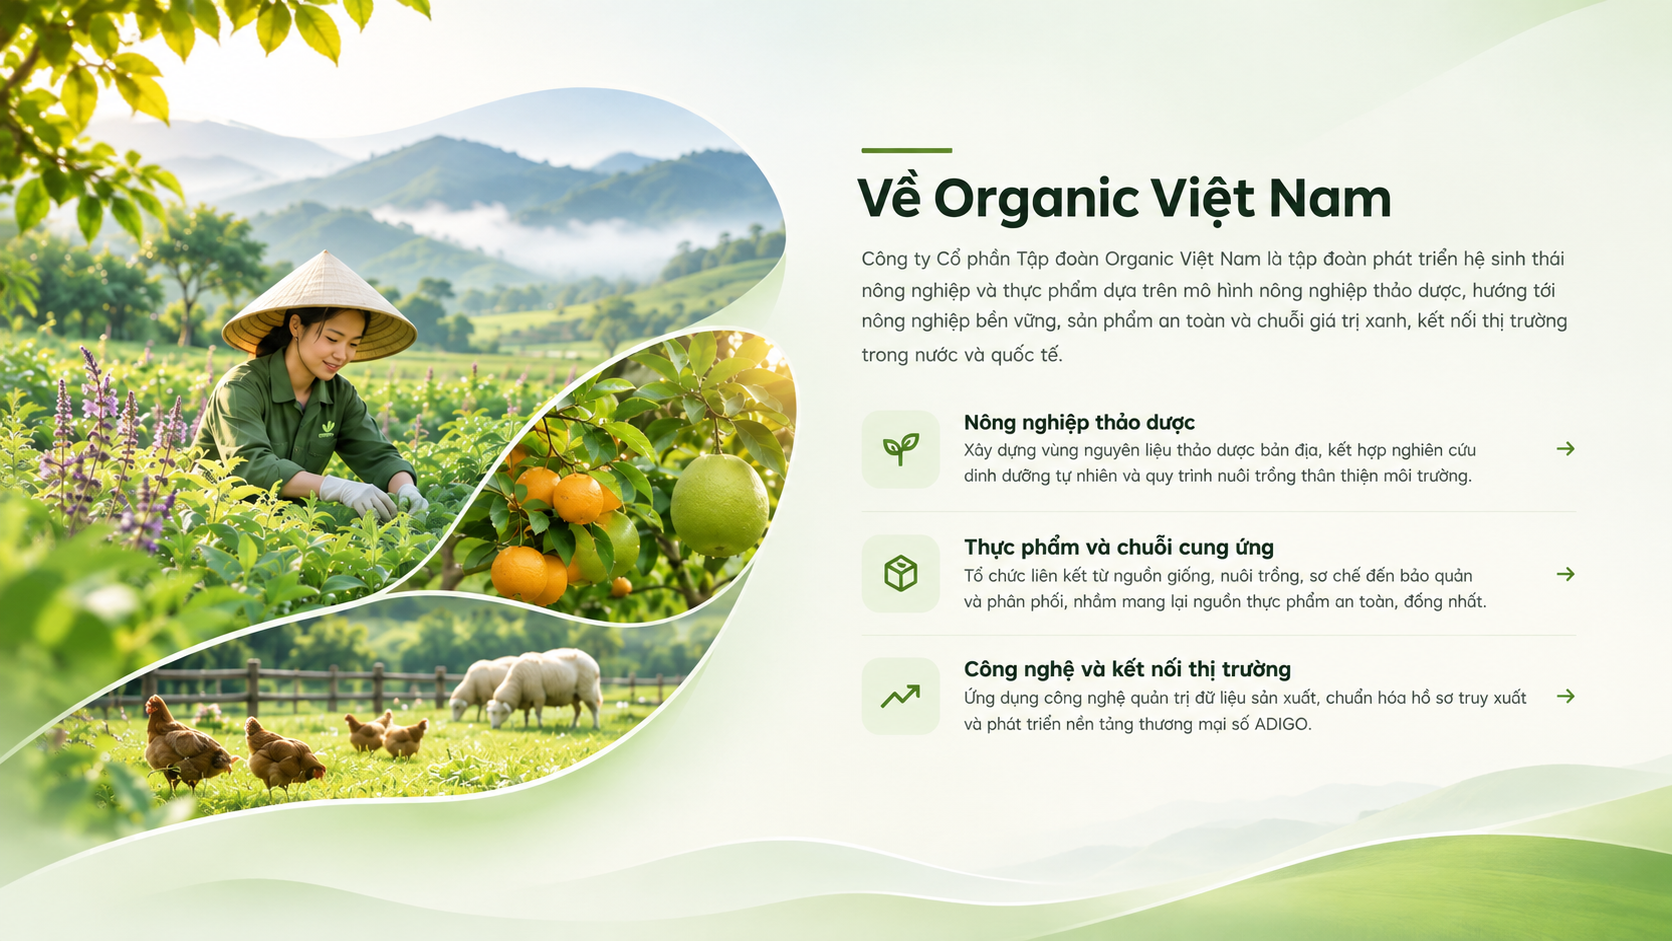 Về Organic Việt Nam
Công ty Cổ phần Tập đoàn Organic Việt Nam là tập đoàn phát triển hệ sinh thái
nông nghiệp và thực phẩm dựa trên mô hình nông nghiệp thảo dược, hướng tới
nông nghiệp bền vững, sản phẩm an toàn và chuỗi giá trị xanh, kết nối thị trường
trong nước và quốc tế.
Nông nghiệp thảo dược
Xây dựng vùng nguyên liệu thảo dược bản địa, kết hợp nghiên cứu
dinh dưỡng tự nhiên và quy trình nuôi trồng thân thiện môi trường.
Thực phẩm và chuỗi cung ứng
Tổ chức liên kết từ nguồn giống, nuôi trồng, sơ chế đến bảo quản
và phân phối, nhằm mang lại nguồn thực phẩm an toàn, đồng nhất.
Công nghệ và kết nối thị trường
Ứng dụng công nghệ quản trị dữ liệu sản xuất, chuẩn hóa hồ sơ truy xuất
và phát triển nền tảng thương mại số ADIGO.